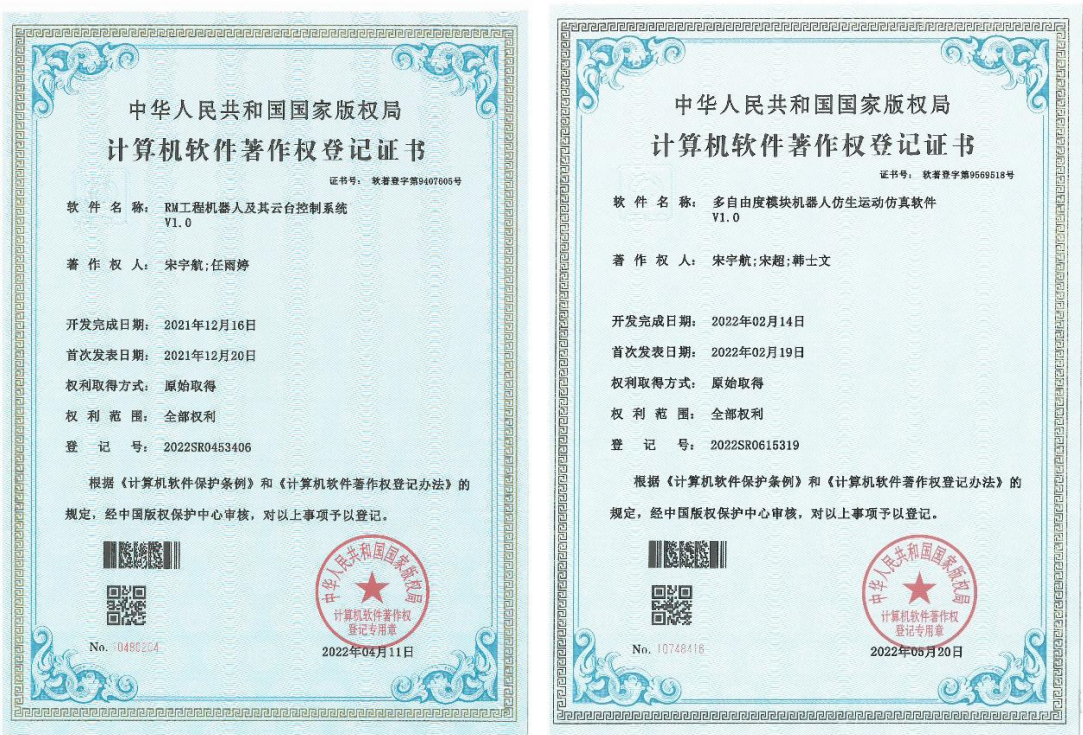 中华人民共和国国家版权局
计算机软件著作权登记证书
证书号： 软著登字第9407605号
软件名称： RM工程机器人及其云台控制系统
V1.0
著作权人： 宋宇航;任雨婷
开发完成日期： 2021年12月16日
首次发表日期： 2021年12月20日
权利取得方式： 原始取得
权利范围： 全部权利
登记号： 2022SR0453406
根据《计算机软件保护条例》和《计算机软件著作权登记办法》的
规定，经中国版权保护中心审核，对以上事项予以登记。
中华人民共和国国家版权局
计算机软件著作权
登记专用章
No. 10480204
2022年04月11日
中华人民共和国国家版权局
计算机软件著作权登记证书
证书号： 软著登字第9569518号
软件名称： 多自由度模块机器人仿生运动仿真软件
V1.0
著作权人： 宋宇航;宋超;韩士文
开发完成日期： 2022年02月14日
首次发表日期： 2022年02月19日
权利取得方式： 原始取得
权利范围： 全部权利
登记号： 2022SR0615319
根据《计算机软件保护条例》和《计算机软件著作权登记办法》的
规定，经中国版权保护中心审核，对以上事项予以登记。
中华人民共和国国家版权局
计算机软件著作权
登记专用章
No. 10748416
2022年05月20日